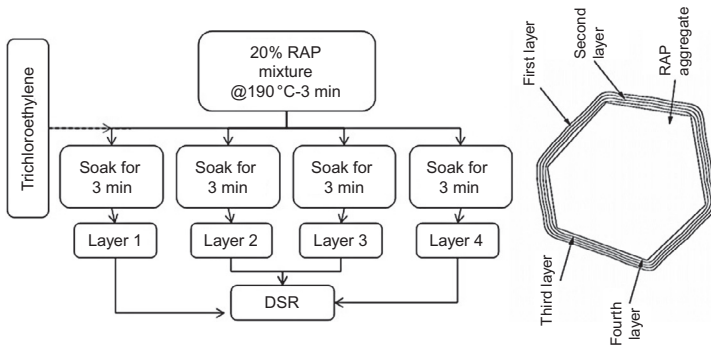 20% RAP
mixture
@190 °C-3 min
Trichloroethylene
Soak for
3 min
Soak for
3 min
Soak for
3 min
Soak for
3 min
Layer 1
Layer 2
Layer 3
Layer 4
DSR
First layer
Second
layer
RAP
aggregate
Third layer
Fourth
layer